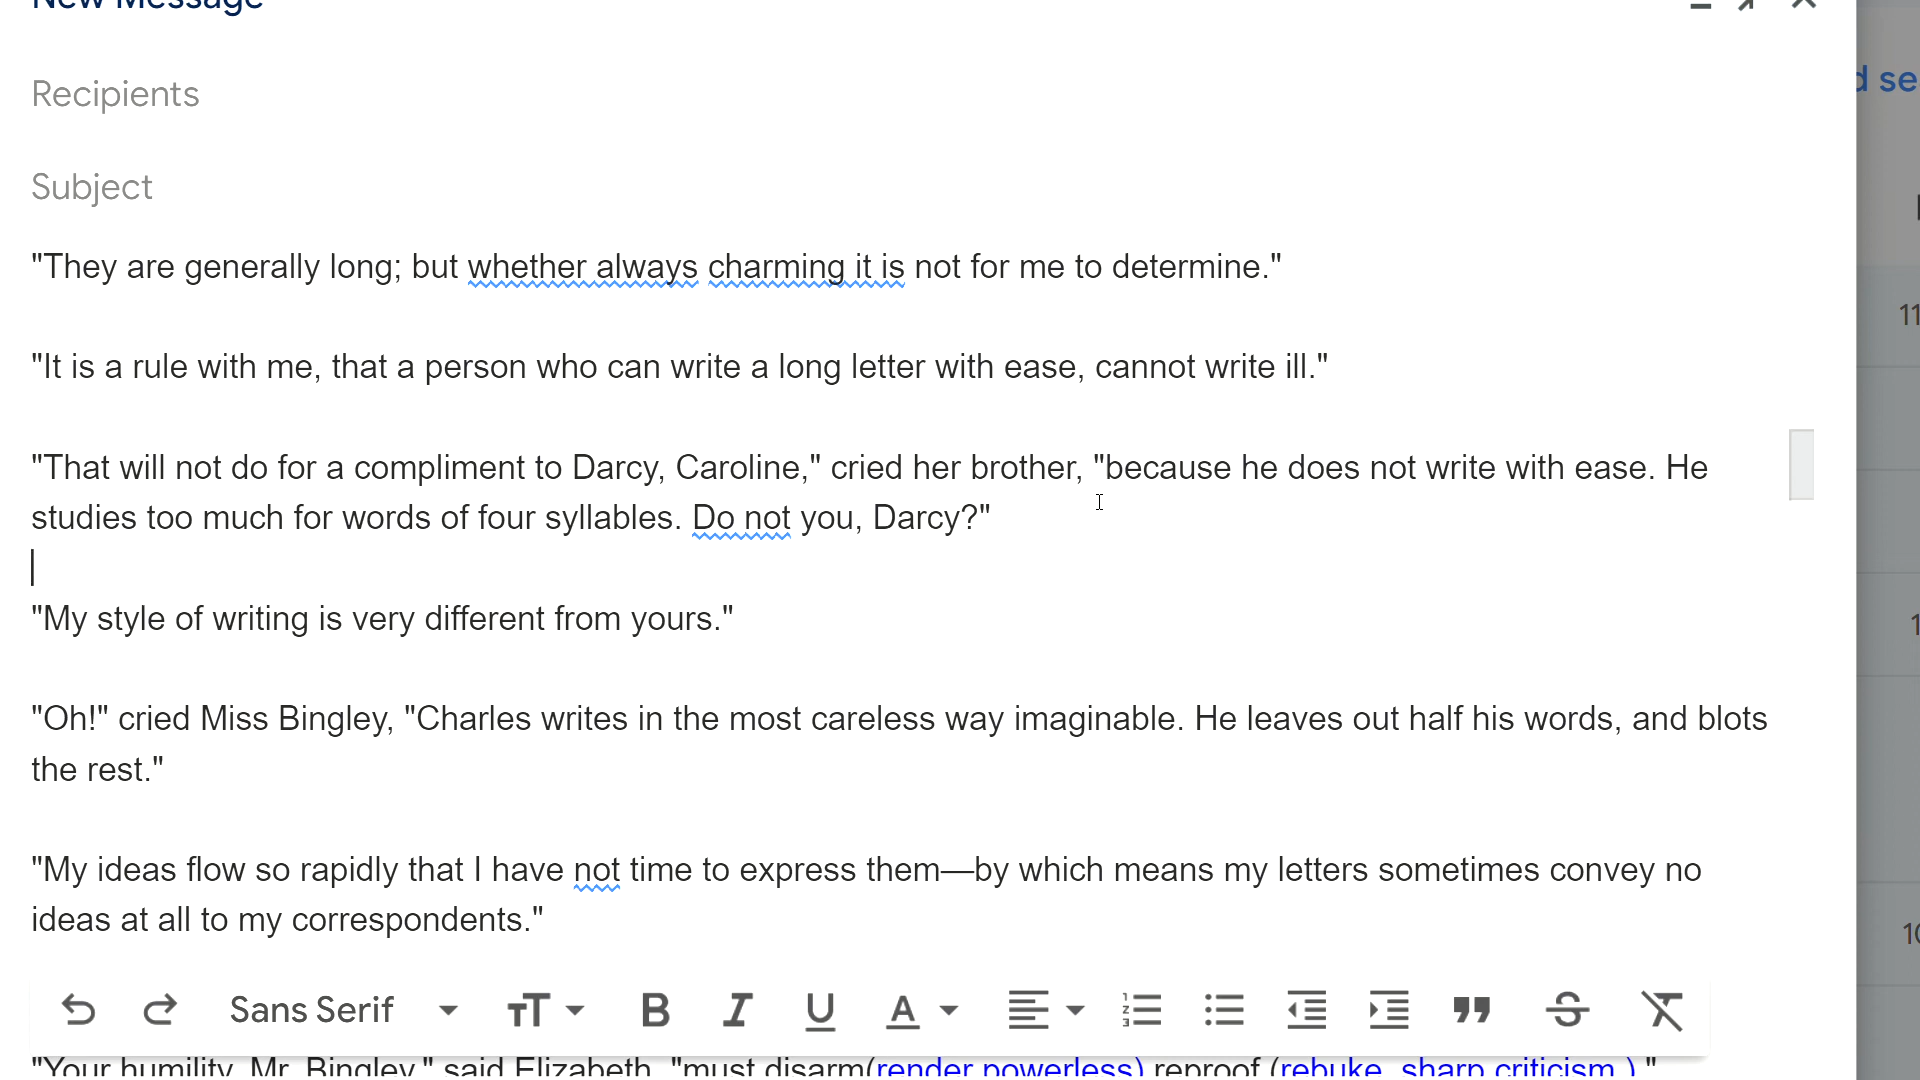 New Message
Recipients
Subject
"They are generally long; but whether always charming it is not for me to determine."
"It is a rule with me, that a person who can write a long letter with ease, cannot write ill."
"That will not do for a compliment to Darcy, Caroline," cried her brother, "because he does not write with ease. He
studies too much for words of four syllables. Do not you, Darcy?"
"My style of writing is very different from yours."
"Oh!" cried Miss Bingley, "Charles writes in the most careless way imaginable. He leaves out half his words, and blots
the rest."
"My ideas flow so rapidly that I have not time to express them—by which means my letters sometimes convey no
ideas at all to my correspondents."
Sans Serif
"Your humility, Mr. Bingley," said Elizabeth, "must disarm(render powerless) reproof (rebuke, sharp criticism )."